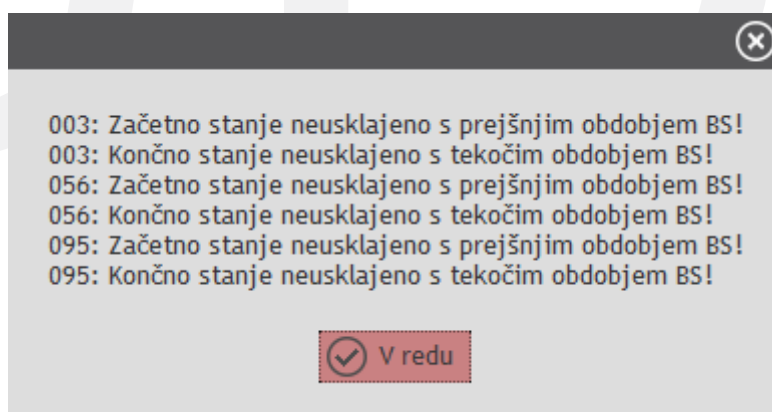 003: Začetno stanje neusklajeno s prejšnjim obdobjem BS!
003: Končno stanje neusklajeno s tekočim obdobjem BS!
056: Začetno stanje neusklajeno s prejšnjim obdobjem BS!
056: Končno stanje neusklajeno s tekočim obdobjem BS!
095: Začetno stanje neusklajeno s prejšnjim obdobjem BS!
095: Končno stanje neusklajeno s tekočim obdobjem BS!
V redu